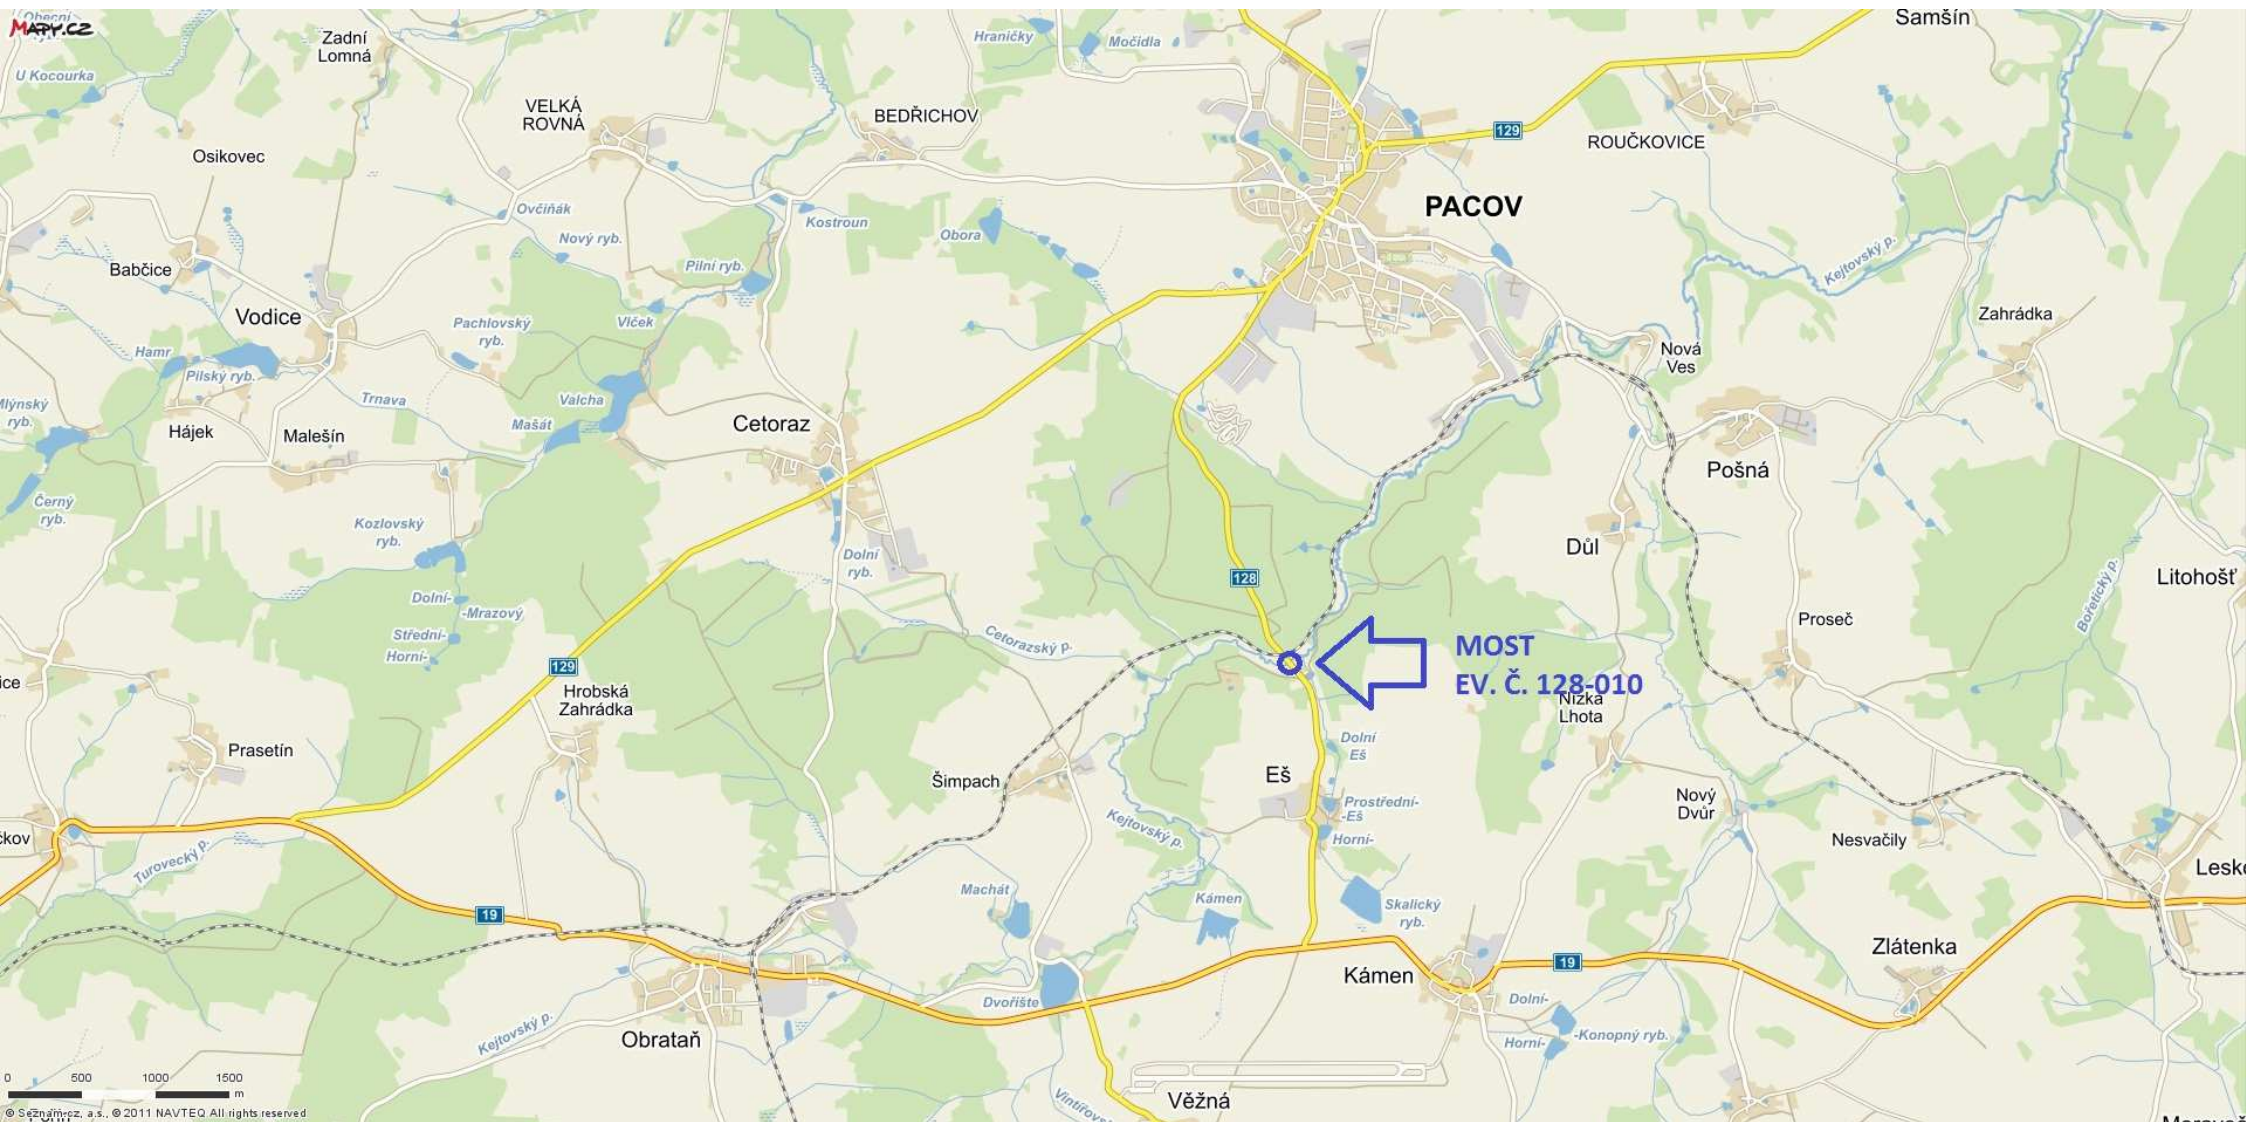 Mapy.cz
Zadní
Lomná
Hraničky
Močidla
Samšín
U Kocourka
VELKÁ
ROVNÁ
BEDŘICHOV
129
ROUČKOVICE
Osikovec
PACOV
Ovčiňák
Kostroun
Nový ryb.
Obora
Kejtovský p.
Babčice
Pilní ryb.
Vodice
Pachlovský
ryb.
Vlček
Zahrádka
Hamr
Pilský ryb.
Nová
Ves
Trnava
Valcha
Mlýnský
ryb.
Mašát
Cetoraz
Hájek
Malešín
Pošná
Černý
ryb.
Kozlovský
ryb.
Dolní
ryb.
Důl
128
Litohošť
Dolní-
-Mrazový
Střední-
Horní-
Bořetický p.
Proseč
Cetorazský p.
MOST
EV. Č. 128-010
129
Hrobská
Zahrádka
Nízká
Lhota
Prasetín
Dolní
Eš
Šimpach
Eš
Prostřední-
-Eš
Horní-
Nový
Dvůr
Kejtovský p.
Nesvačily
Turovecký p.
Machát
Kámen
Skalický
ryb.
19
Zlátenka
Kámen
19
Dvořiště
Dolní-
-Konopný ryb.
Horní-
Kejtovský p.
Obrataň
0 500 1000 1500
m
Věžná
© Seznam.cz, a.s., © 2011 NAVTEQ All rights reserved